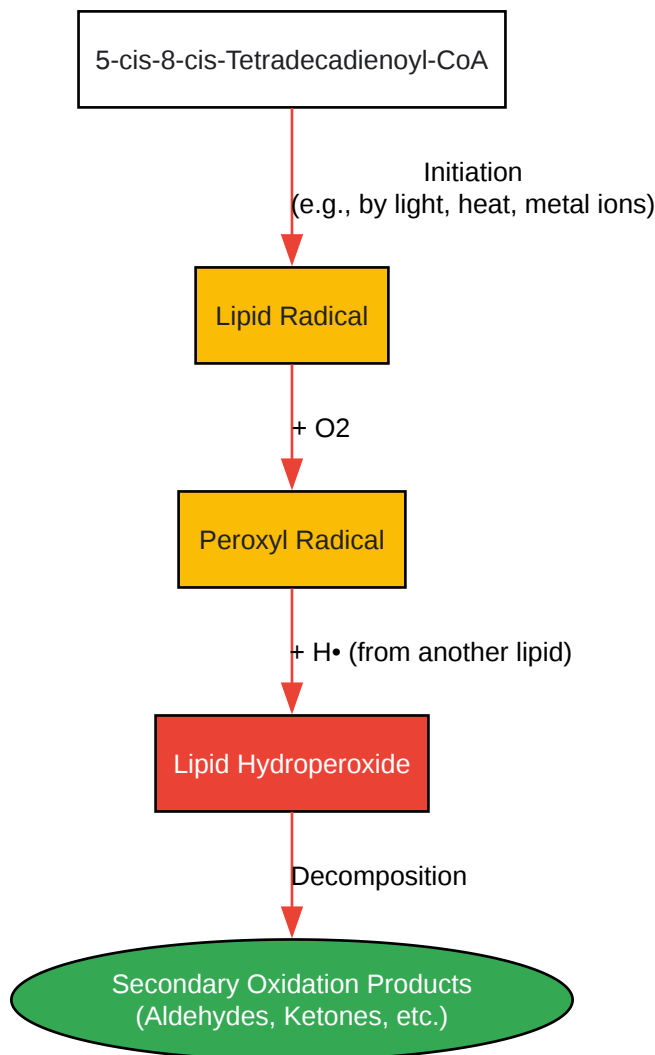 5-cis-8-cis-Tetradecadienoyl-CoA
Initiation
(e.g., by light, heat, metal ions)
Lipid Radical
+ O2
Peroxyl Radical
+ H• (from another lipid)
Lipid Hydroperoxide
Decomposition
Secondary Oxidation Products
(Aldehydes, Ketones, etc.)